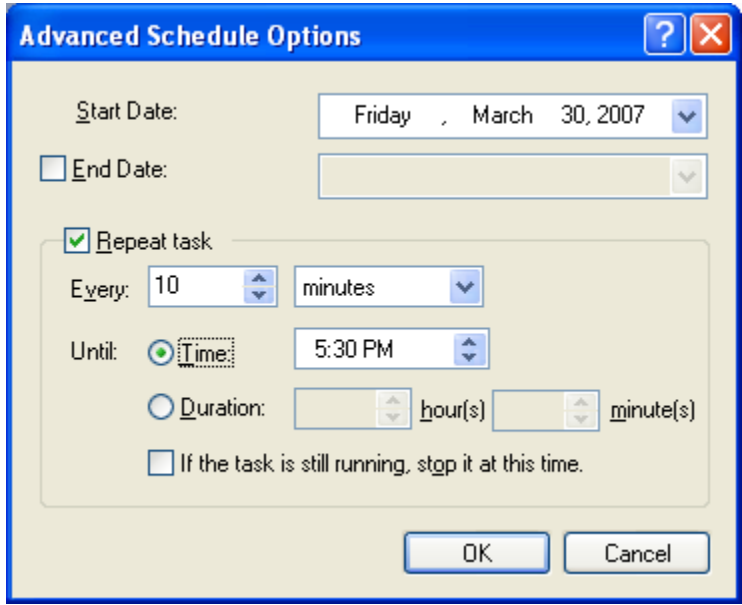 Advanced Schedule Options
Start Date: Friday , March 30, 2007
End Date:
Repeat task
Every: 10 minutes
Until: Time: 5:30 PM
Duration: hour(s) minute(s)
If the task is still running, stop it at this time.
OK Cancel